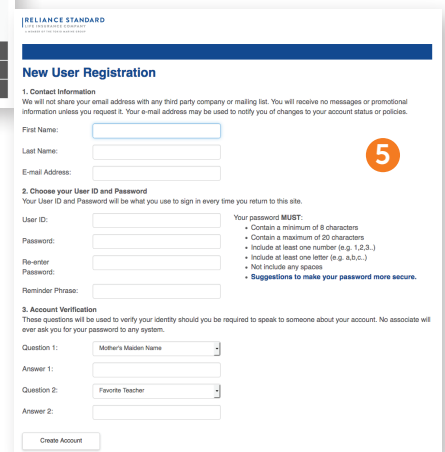 RELIANCE STANDARD
LIFE INSURANCE COMPANY
A MEMBER OF THE TOKIO MARINE GROUP
New User Registration
1. Contact Information
We will not share your email address with any third party company or mailing list. You will receive no messages or promotional
information unless you request it. Your e-mail address may be used to notify you of changes to your account status or policies.
First Name:
Last Name:
E-mail Address:
5
2. Choose your User ID and Password
Your User ID and Password will be what you use to sign in every time you return to this site.
User ID:
Password:
Re-enter
Password:
Reminder Phrase:
Your password MUST:
• Contain a minimum of 8 characters
• Contain a maximum of 20 characters
• Include at least one number (e.g. 1,2,3..)
• Include at least one letter (e.g. a,b,c..)
• Not include any spaces
• Suggestions to make your password more secure.
3. Account Verification
These questions will be used to verify your identity should you be required to speak to someone about your account. No associate will
ever ask you for your password to any system.
Question 1:
Mother's Maiden Name
Answer 1:
Question 2:
Favorite Teacher
Answer 2:
Create Account